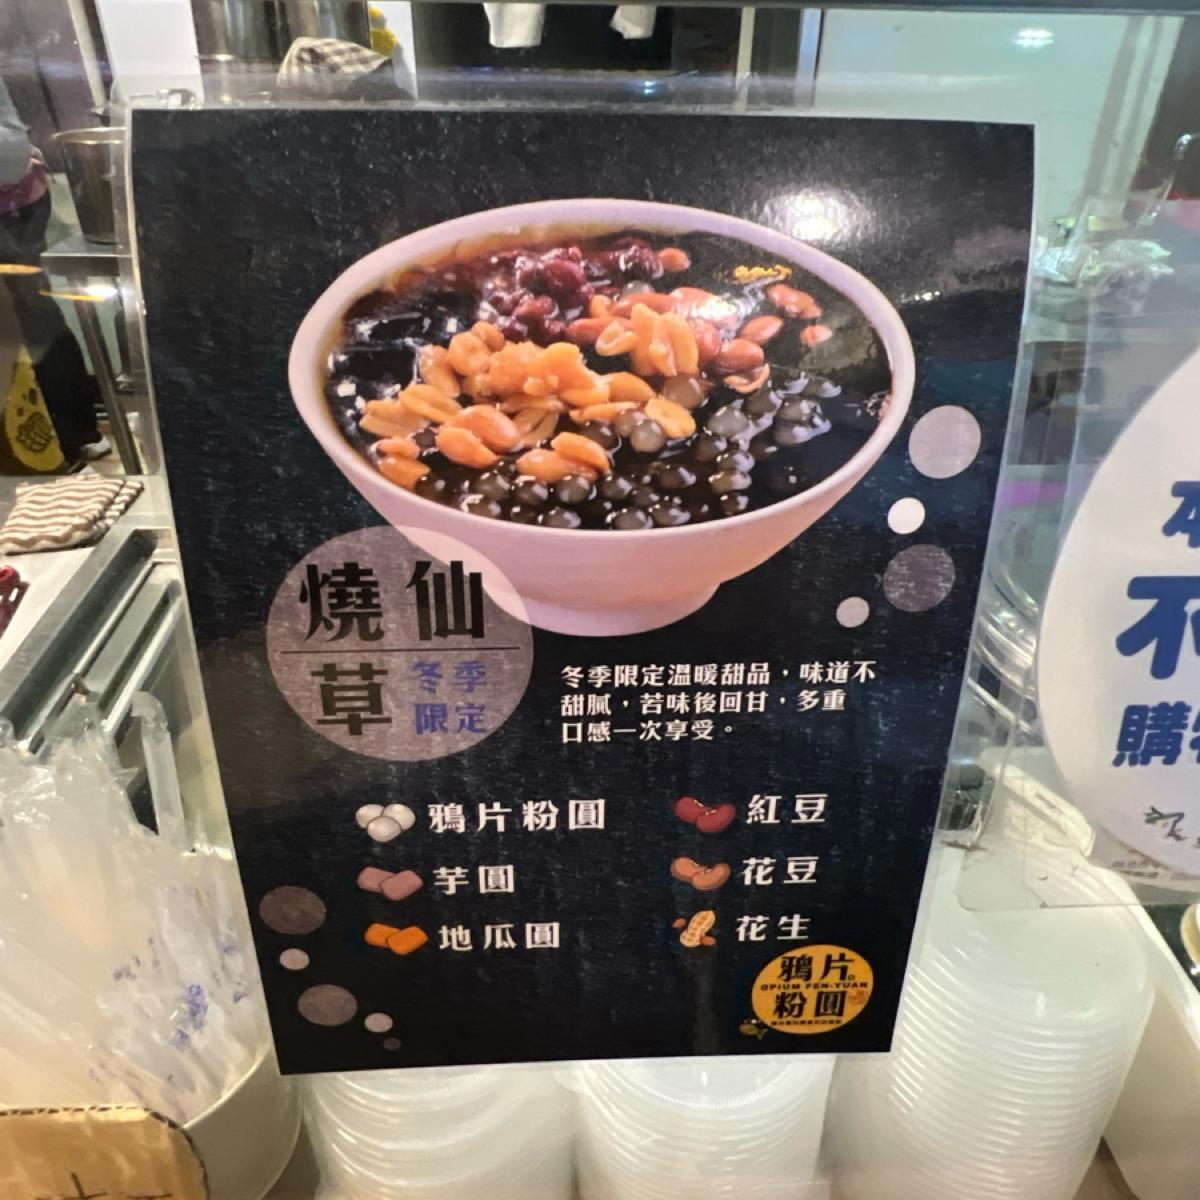 燒仙
草
冬季
限定
冬季限定溫暖甜品，味道不
甜膩，苦味後回甘，多重
口感一次享受。
鴉片粉圓
紅豆
芋圓
花豆
地瓜圓
花生
鴉片
OPIUM FEN-YUAN
粉圓
不
購